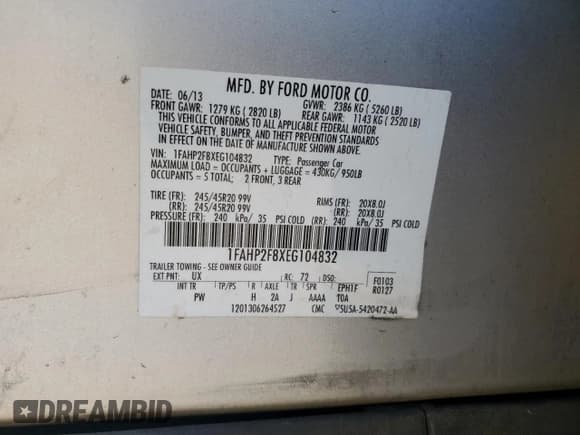 MFD. BY FORD MOTOR CO.
DATE: 06/13 GVWR: 2386 KG ( 5260 LB)
FRONT GAWR: 1279 KG ( 2820 LB) REAR GAWR: 1143 KG ( 2520 LB)
THIS VEHICLE CONFORMS TO ALL APPLICABLE FEDERAL MOTOR
VEHICLE SAFETY, BUMPER, AND THEFT PREVENTION STANDARDS
IN EFFECT ON THE DATE OF MANUFACTURE SHOWN ABOVE.
VIN: 1FAHP2F8XEG104832 TYPE: Passenger Car
MAXIMUM LOAD = OCCUPANTS + LUGGAGE = 430KG/ 950LB
OCCUPANTS = 5 TOTAL; 2 FRONT, 3 REAR
TIRE (FR): 245/45R20 99V RIMS (FR): 20X8.0J
(RR): 245/45R20 99V (RR): 20X8.0J
PRESSURE (FR): 240 kPa/ 35 PSI COLD (RR): 240 kPa/ 35 PSI COLD
1FAHP2F8XEG104832
TRAILER TOWING - SEE OWNER GUIDE
EXT PNT: UX RC: 72 DSO: F0103
INT TR TP/PS R AXLE TR SPR EPH1F R0127
PW H 2A J AAAA 10A
1201306264527 CMC 5U5A-5420472-AA
DREAMBID